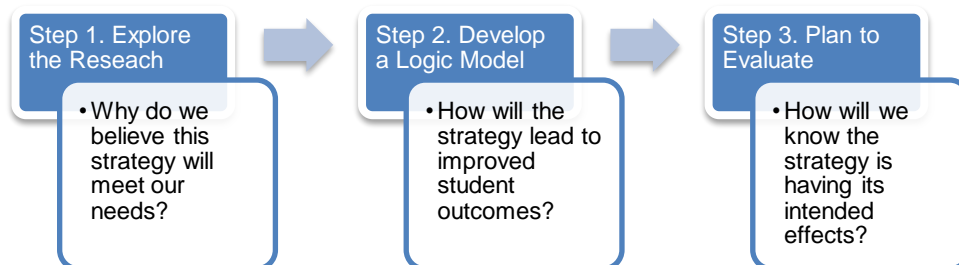 Step 1. Explore
the Reseach
•Why do we
believe this
strategy will
meet our
needs?
Step 2. Develop
a Logic Model
•How will the
strategy lead to
improved
student
outcomes?
Step 3. Plan to
Evaluate
•How will we
know the
strategy is
having its
intended
effects?